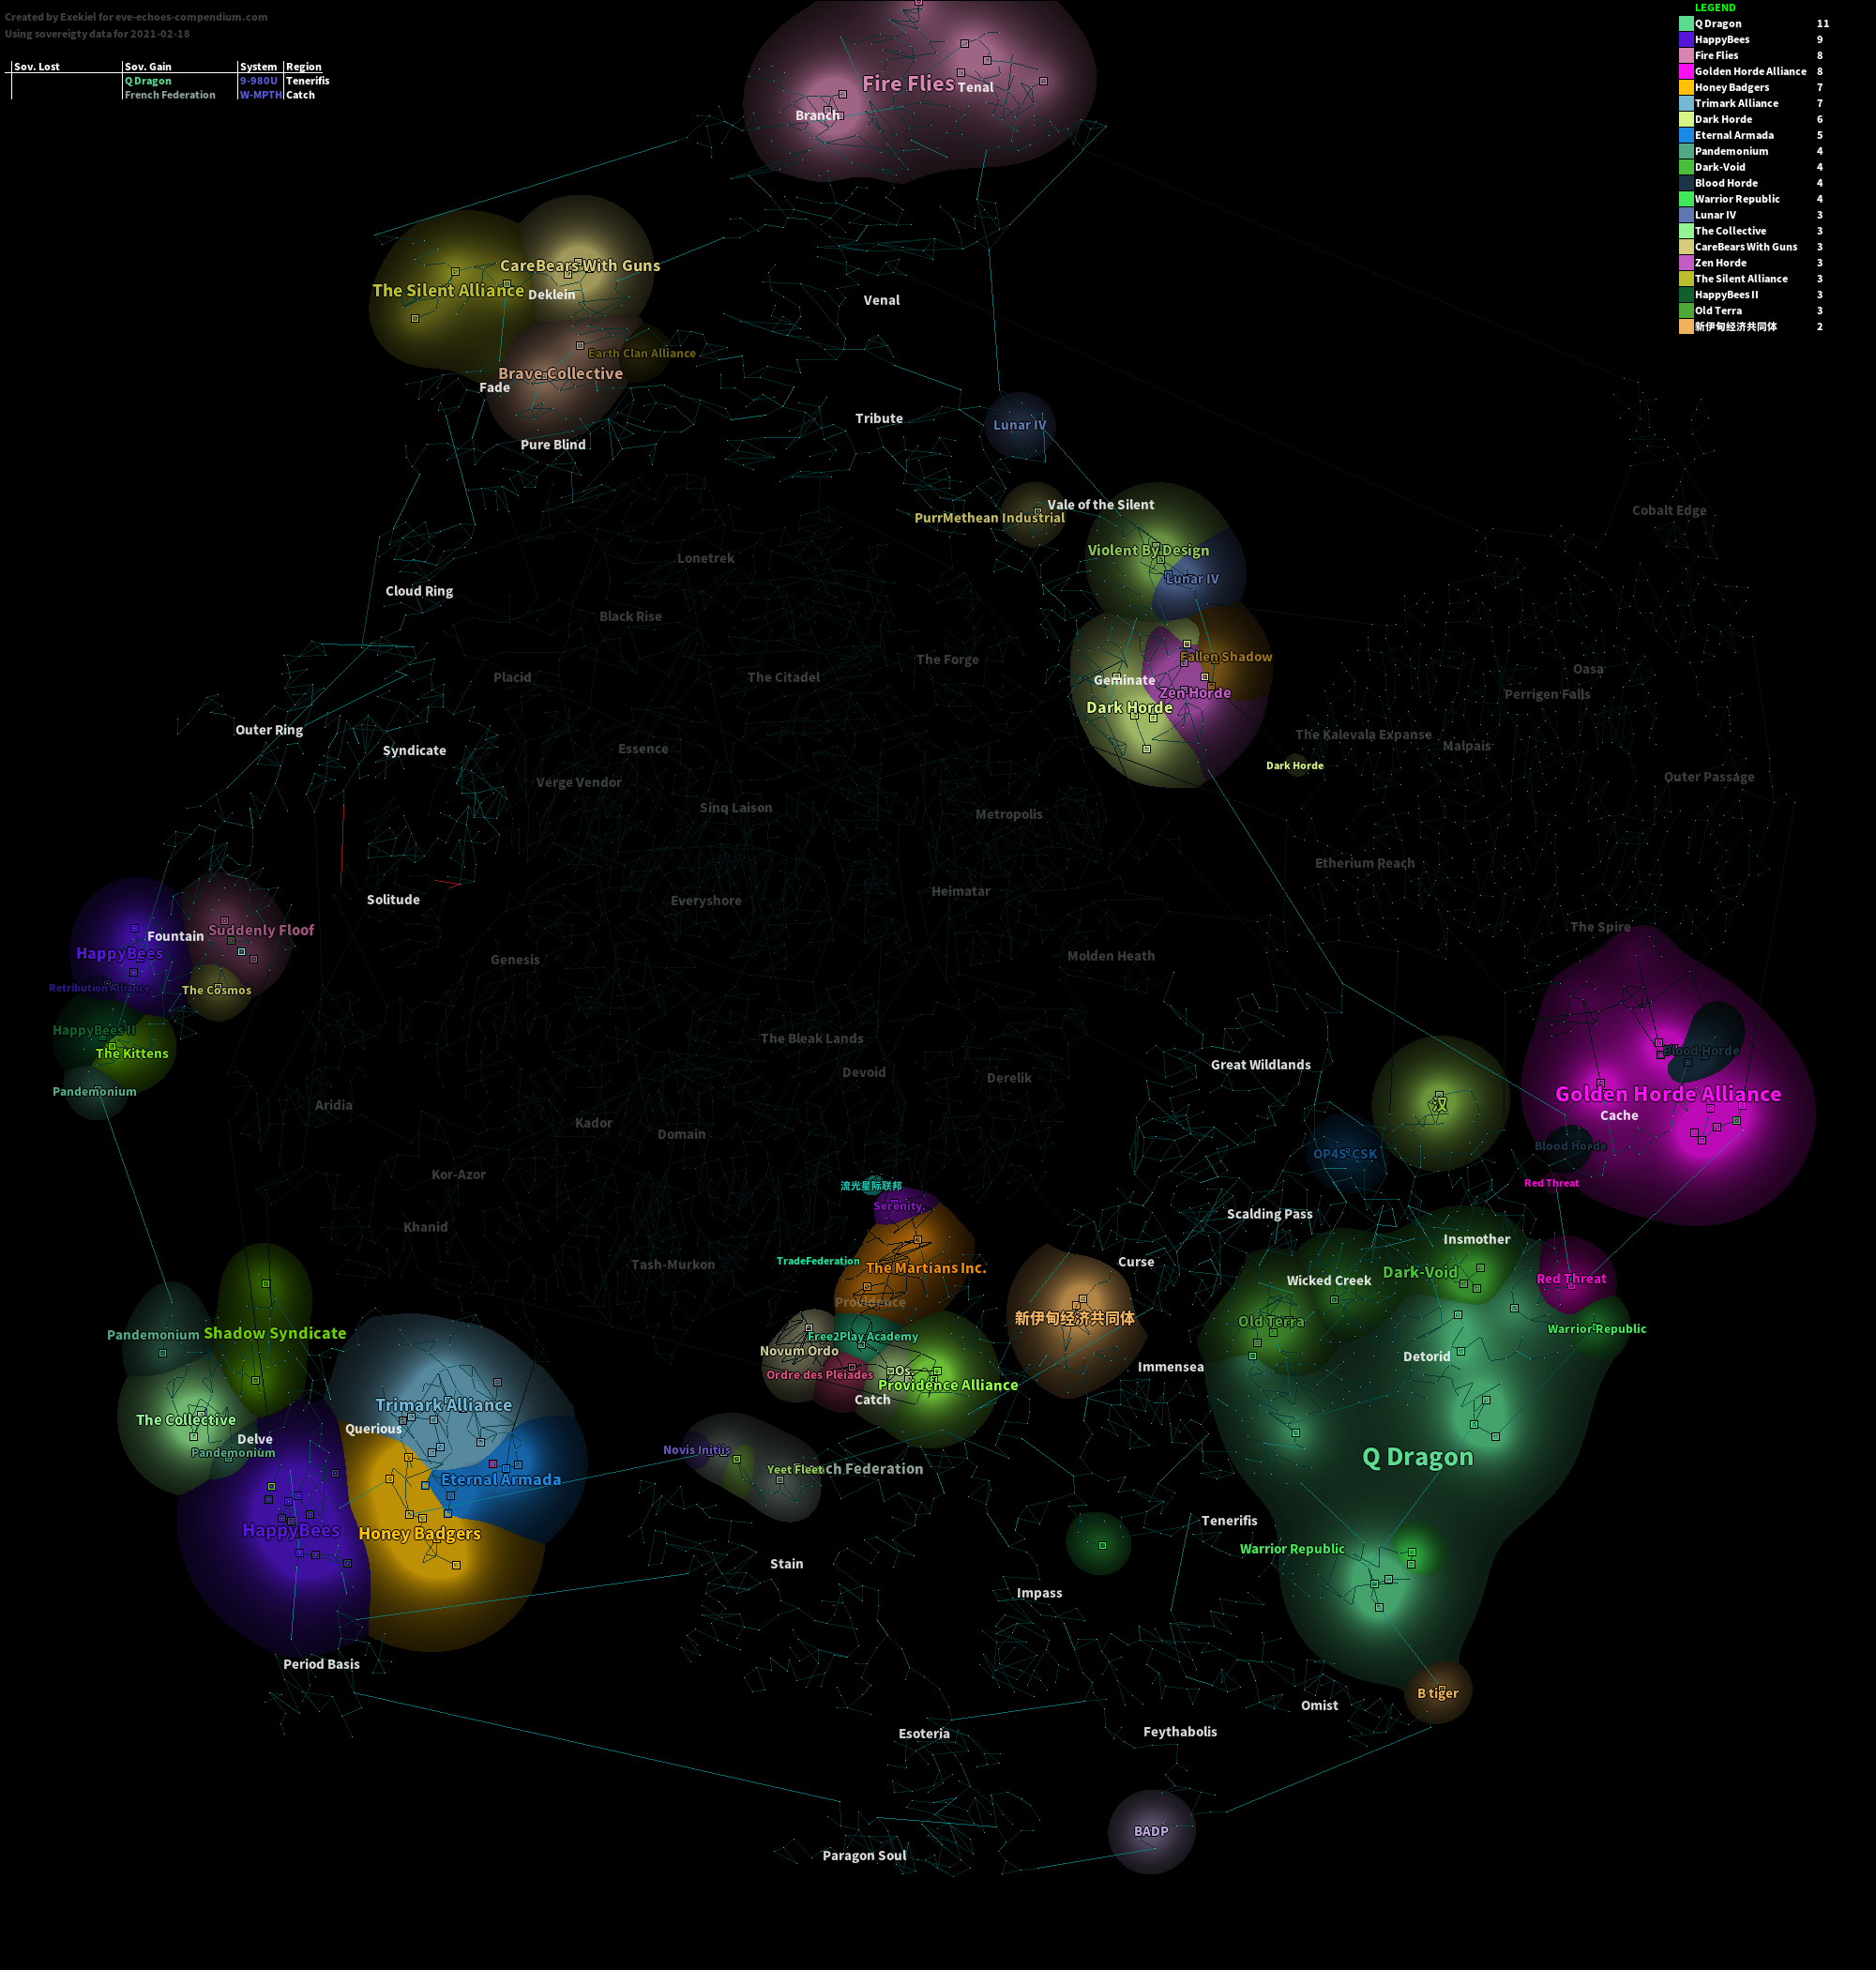 Created by Exekiel for eve-echoes-compendium.com
Using sovereigty data for 2021-02-18
Sov. Lost Sov. Gain System Region
Q Dragon 9-980U Tenerifis
French Federation W-MPTH Catch
LEGEND
Q Dragon 11
HappyBees 9
Fire Flies 8
Golden Horde Alliance 8
Honey Badgers 7
Trimark Alliance 7
Dark Horde 6
Eternal Armada 5
Pandemonium 4
Dark-Void 4
Blood Horde 4
Warrior Republic 4
Lunar IV 3
The Collective 3
CareBears With Guns 3
Zen Horde 3
The Silent Alliance 3
HappyBees II 3
Old Terra 3
新伊甸经济共同体 2
Fire Flies
Tenal
Branch
CareBears With Guns
The Silent Alliance
Deklein
Venal
Earth Clan Alliance
Brave Collective
Fade
Tribute
Lunar IV
Pure Blind
Vale of the Silent
Cobalt Edge
PurrMethean Industrial
Violent By Design
Lonetrek
Lunar IV
Cloud Ring
Black Rise
The Forge
Fallen Shadow
Oasa
Placid
The Citadel
Geminate
Zen Horde
Perrigen Falls
Dark Horde
Outer Ring
The Kalevala Expanse
Syndicate
Essence
Malpais
Dark Horde
Outer Passage
Verge Vendor
Sinq Laison
Metropolis
Etherium Reach
Heimatar
Solitude
Everyshore
The Spire
Suddenly Floof
Fountain
HappyBees
Molden Heath
Genesis
Retribution Alliance
The Cosmos
HappyBees II
The Bleak Lands
The Kittens
Blood Horde
Great Wildlands
Devoid
Derelik
Pandemonium
Golden Horde Alliance
汉
Aridia
Cache
Kador
Domain
Blood Horde
OP4S-CSK
Kor-Azor
Red Threat
流光星际联邦
Serenity.
Scalding Pass
Khanid
Insmother
TradeFederation
Curse
Tash-Murkon
The Martians Inc.
Dark-Void
Red Threat
Wicked Creek
Providence
新伊甸经济共同体
Old Terra
Warrior Republic
Pandemonium
Shadow Syndicate
Free2Play Academy
Novum Ordo
Detorid
Immensea
Ordre des Pleiades
Os.
Providence Alliance
Catch
Trimark Alliance
The Collective
Querious
Delve
Pandemonium
Novis Initiis
Q Dragon
Yeet Fleet
ch Federation
Eternal Armada
Tenerifis
HappyBees
Honey Badgers
Warrior Republic
Stain
Impass
Period Basis
B tiger
Omist
Esoteria
Feythabolis
BADP
Paragon Soul